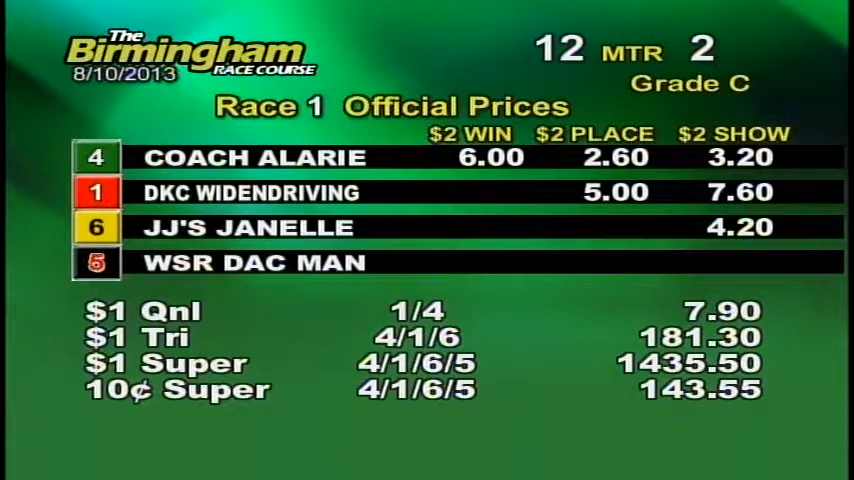 The
Birmingham
RACE COURSE
8/10/2013
12 MTR 2
Grade C
Race 1 Official Prices
$2 WIN $2 PLACE $2 SHOW
4 COACH ALARIE 6.00 2.60 3.20
1 DKC WIDENDRIVING 5.00 7.60
6 JJ'S JANELLE 4.20
5 WSR DAC MAN
$1 Qnl 1/4 7.90
$1 Tri 4/1/6 181.30
$1 Super 4/1/6/5 1435.50
10¢ Super 4/1/6/5 143.55